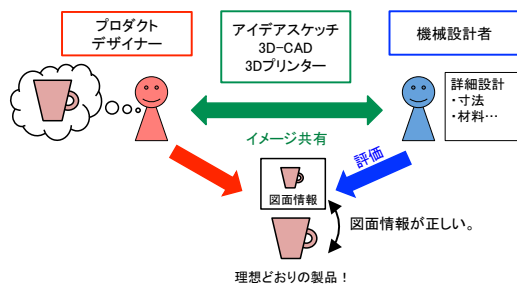 プロダクト
デザイナー
アイデアスケッチ
3D-CAD
3Dプリンター
機械設計者
詳細設計
・寸法
・材料…
イメージ共有
評価
図面情報
図面情報が正しい。
理想どおりの製品！